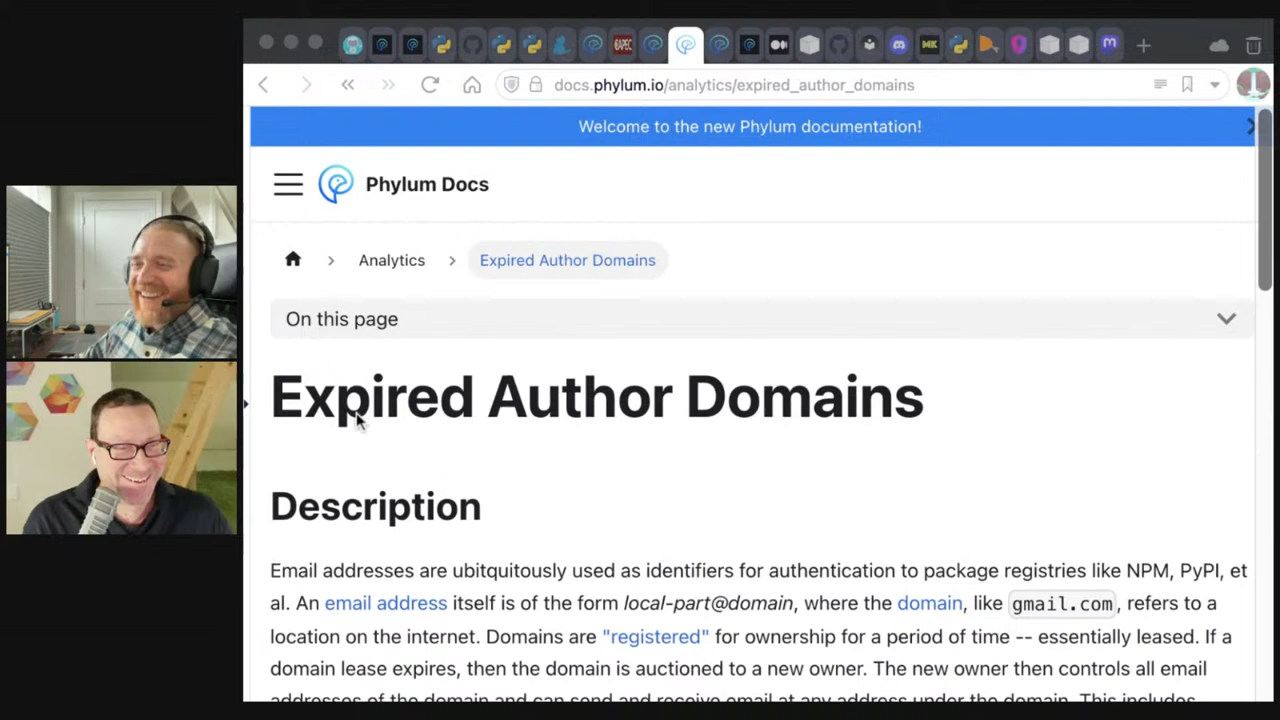 docs.phylum.io/analytics/expired_author_domains
Welcome to the new Phylum documentation!
Phylum Docs
Analytics
Expired Author Domains
On this page
Expired Author Domains
Description
Email addresses are ubitquitously used as identifiers for authentication to package registries like NPM, PyPI, et
al. An email address itself is of the form local-part@domain, where the domain, like gmail.com, refers to a
location on the internet. Domains are "registered" for ownership for a period of time -- essentially leased. If a
domain lease expires, then the domain is auctioned to a new owner. The new owner then controls all email
addresses of the domain and can send and receive email at any address under the domain. This includes